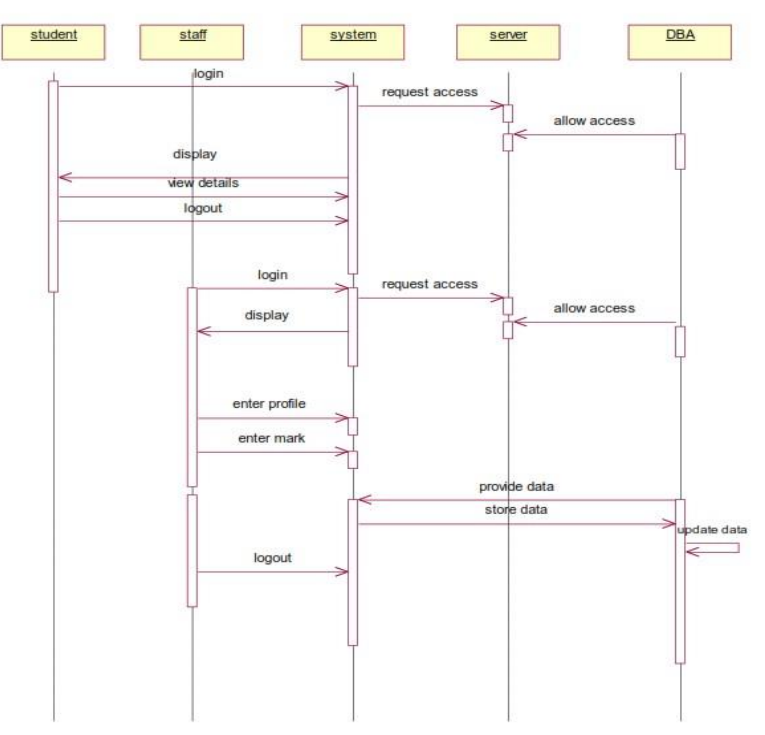 student
staff
system
server
DBA
login
request access
allow access
display
view details
logout
login
request access
allow access
display
enter profile
enter mark
provide data
store data
update data
logout